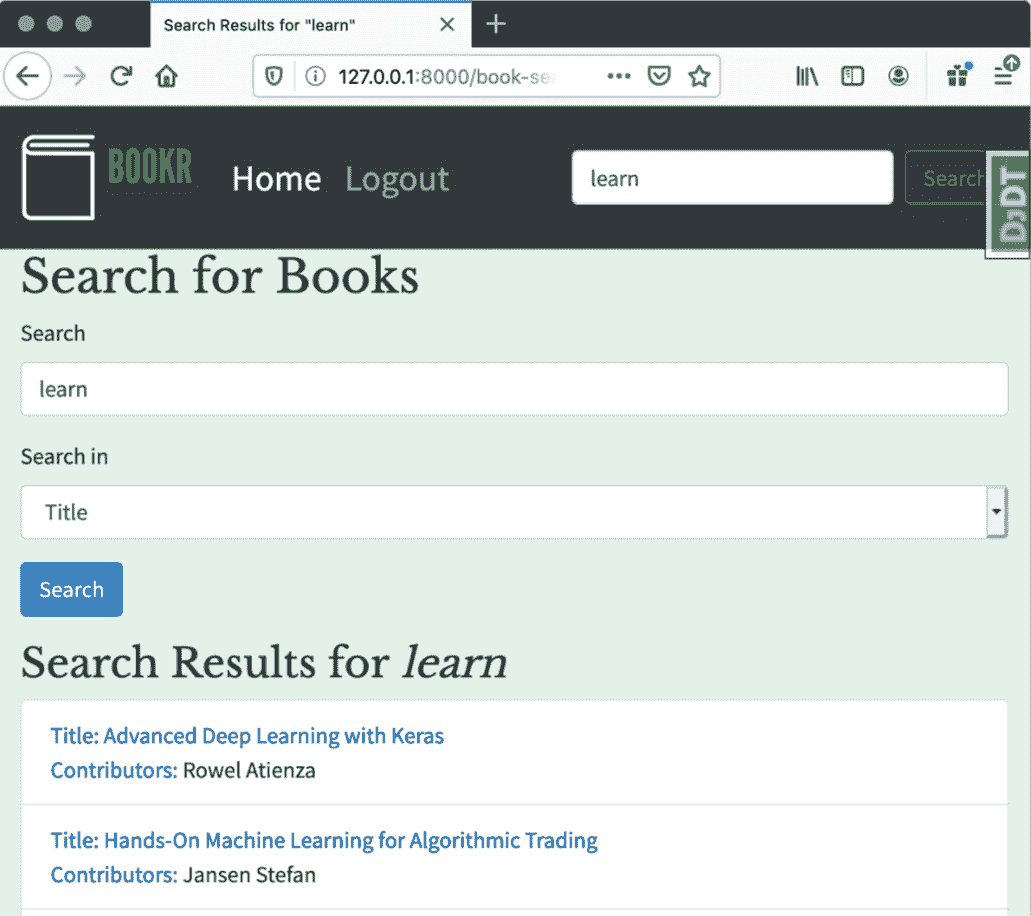 Search Results for "learn"
127.0.0.1:8000/book-sea
BOOKR
Home Logout
learn
Search
DjDT
Search for Books
Search
learn
Search in
Title
Search
Search Results for learn
Title: Advanced Deep Learning with Keras
Contributors: Rowel Atienza
Title: Hands-On Machine Learning for Algorithmic Trading
Contributors: Jansen Stefan